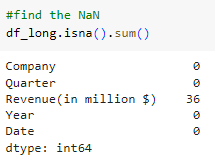 #find the NaN
df_long.isna().sum()
Company 0
Quarter 0
Revenue(in million $) 36
Year 0
Date 0
dtype: int64